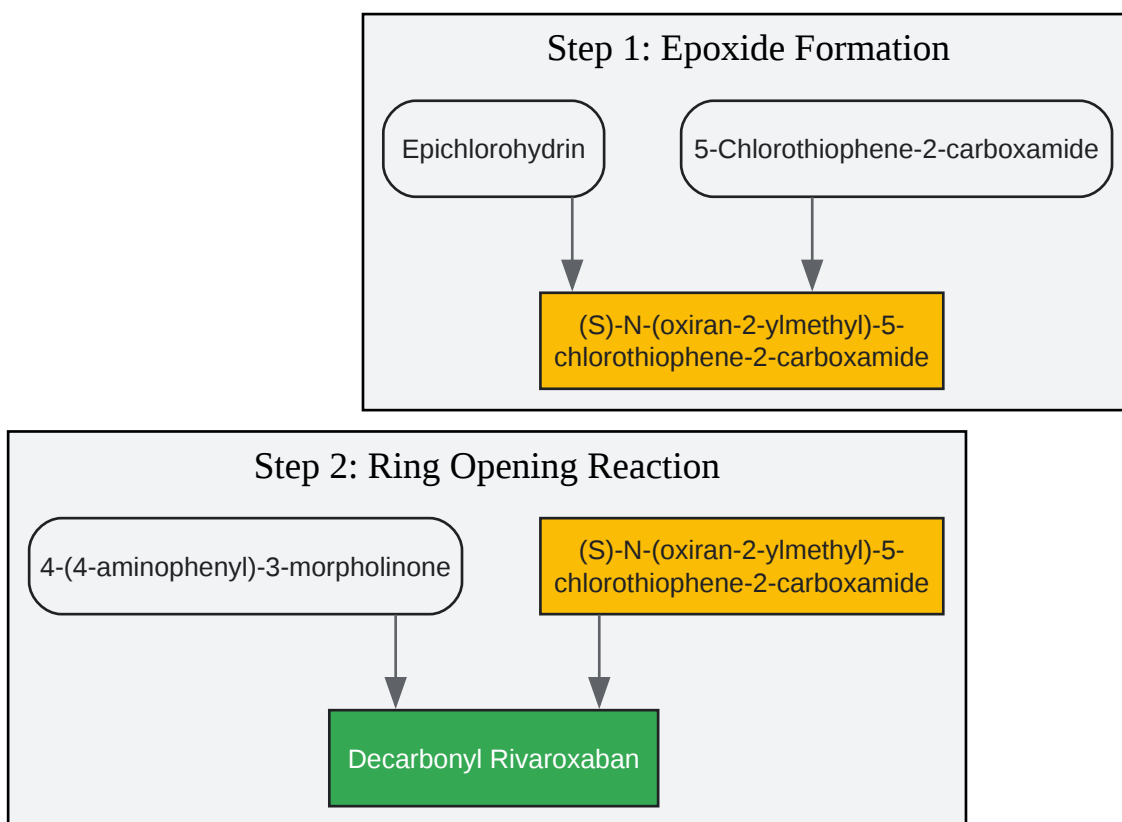 Step 1: Epoxide Formation
Epichlorohydrin
5-Chlorothiophene-2-carboxamide
(S)-N-(oxiran-2-ylmethyl)-5-
chlorothiophene-2-carboxamide
Step 2: Ring Opening Reaction
4-(4-aminophenyl)-3-morpholinone
(S)-N-(oxiran-2-ylmethyl)-5-
chlorothiophene-2-carboxamide
Decarbonyl Rivaroxaban